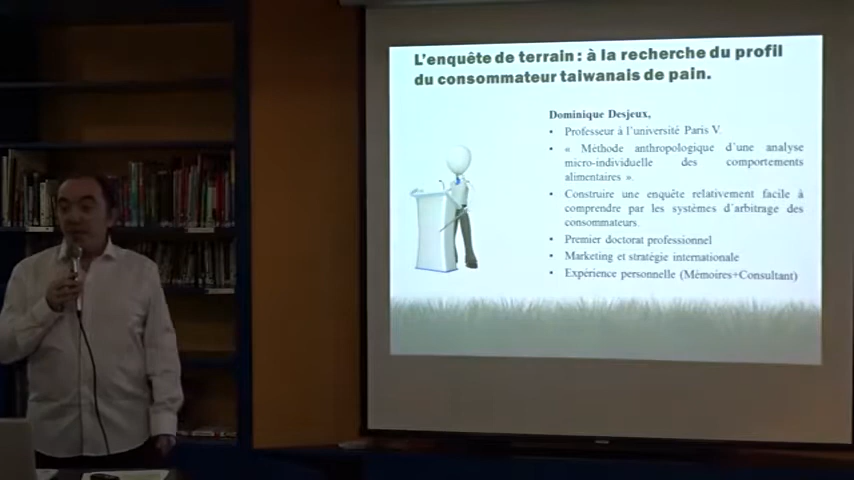 L'enquête de terrain : à la recherche du profil
du consommateur taiwanais de pain.
Dominique Desjeux,
• Professeur à l'université Paris V.
• « Méthode anthropologique d'une analyse
micro-individuelle des comportements
alimentaires ».
• Construire une enquête relativement facile à
comprendre par les systèmes d'arbitrage des
consommateurs.
• Premier doctorat professionnel
• Marketing et stratégie internationale
• Expérience personnelle (Mémoires+Consultant)